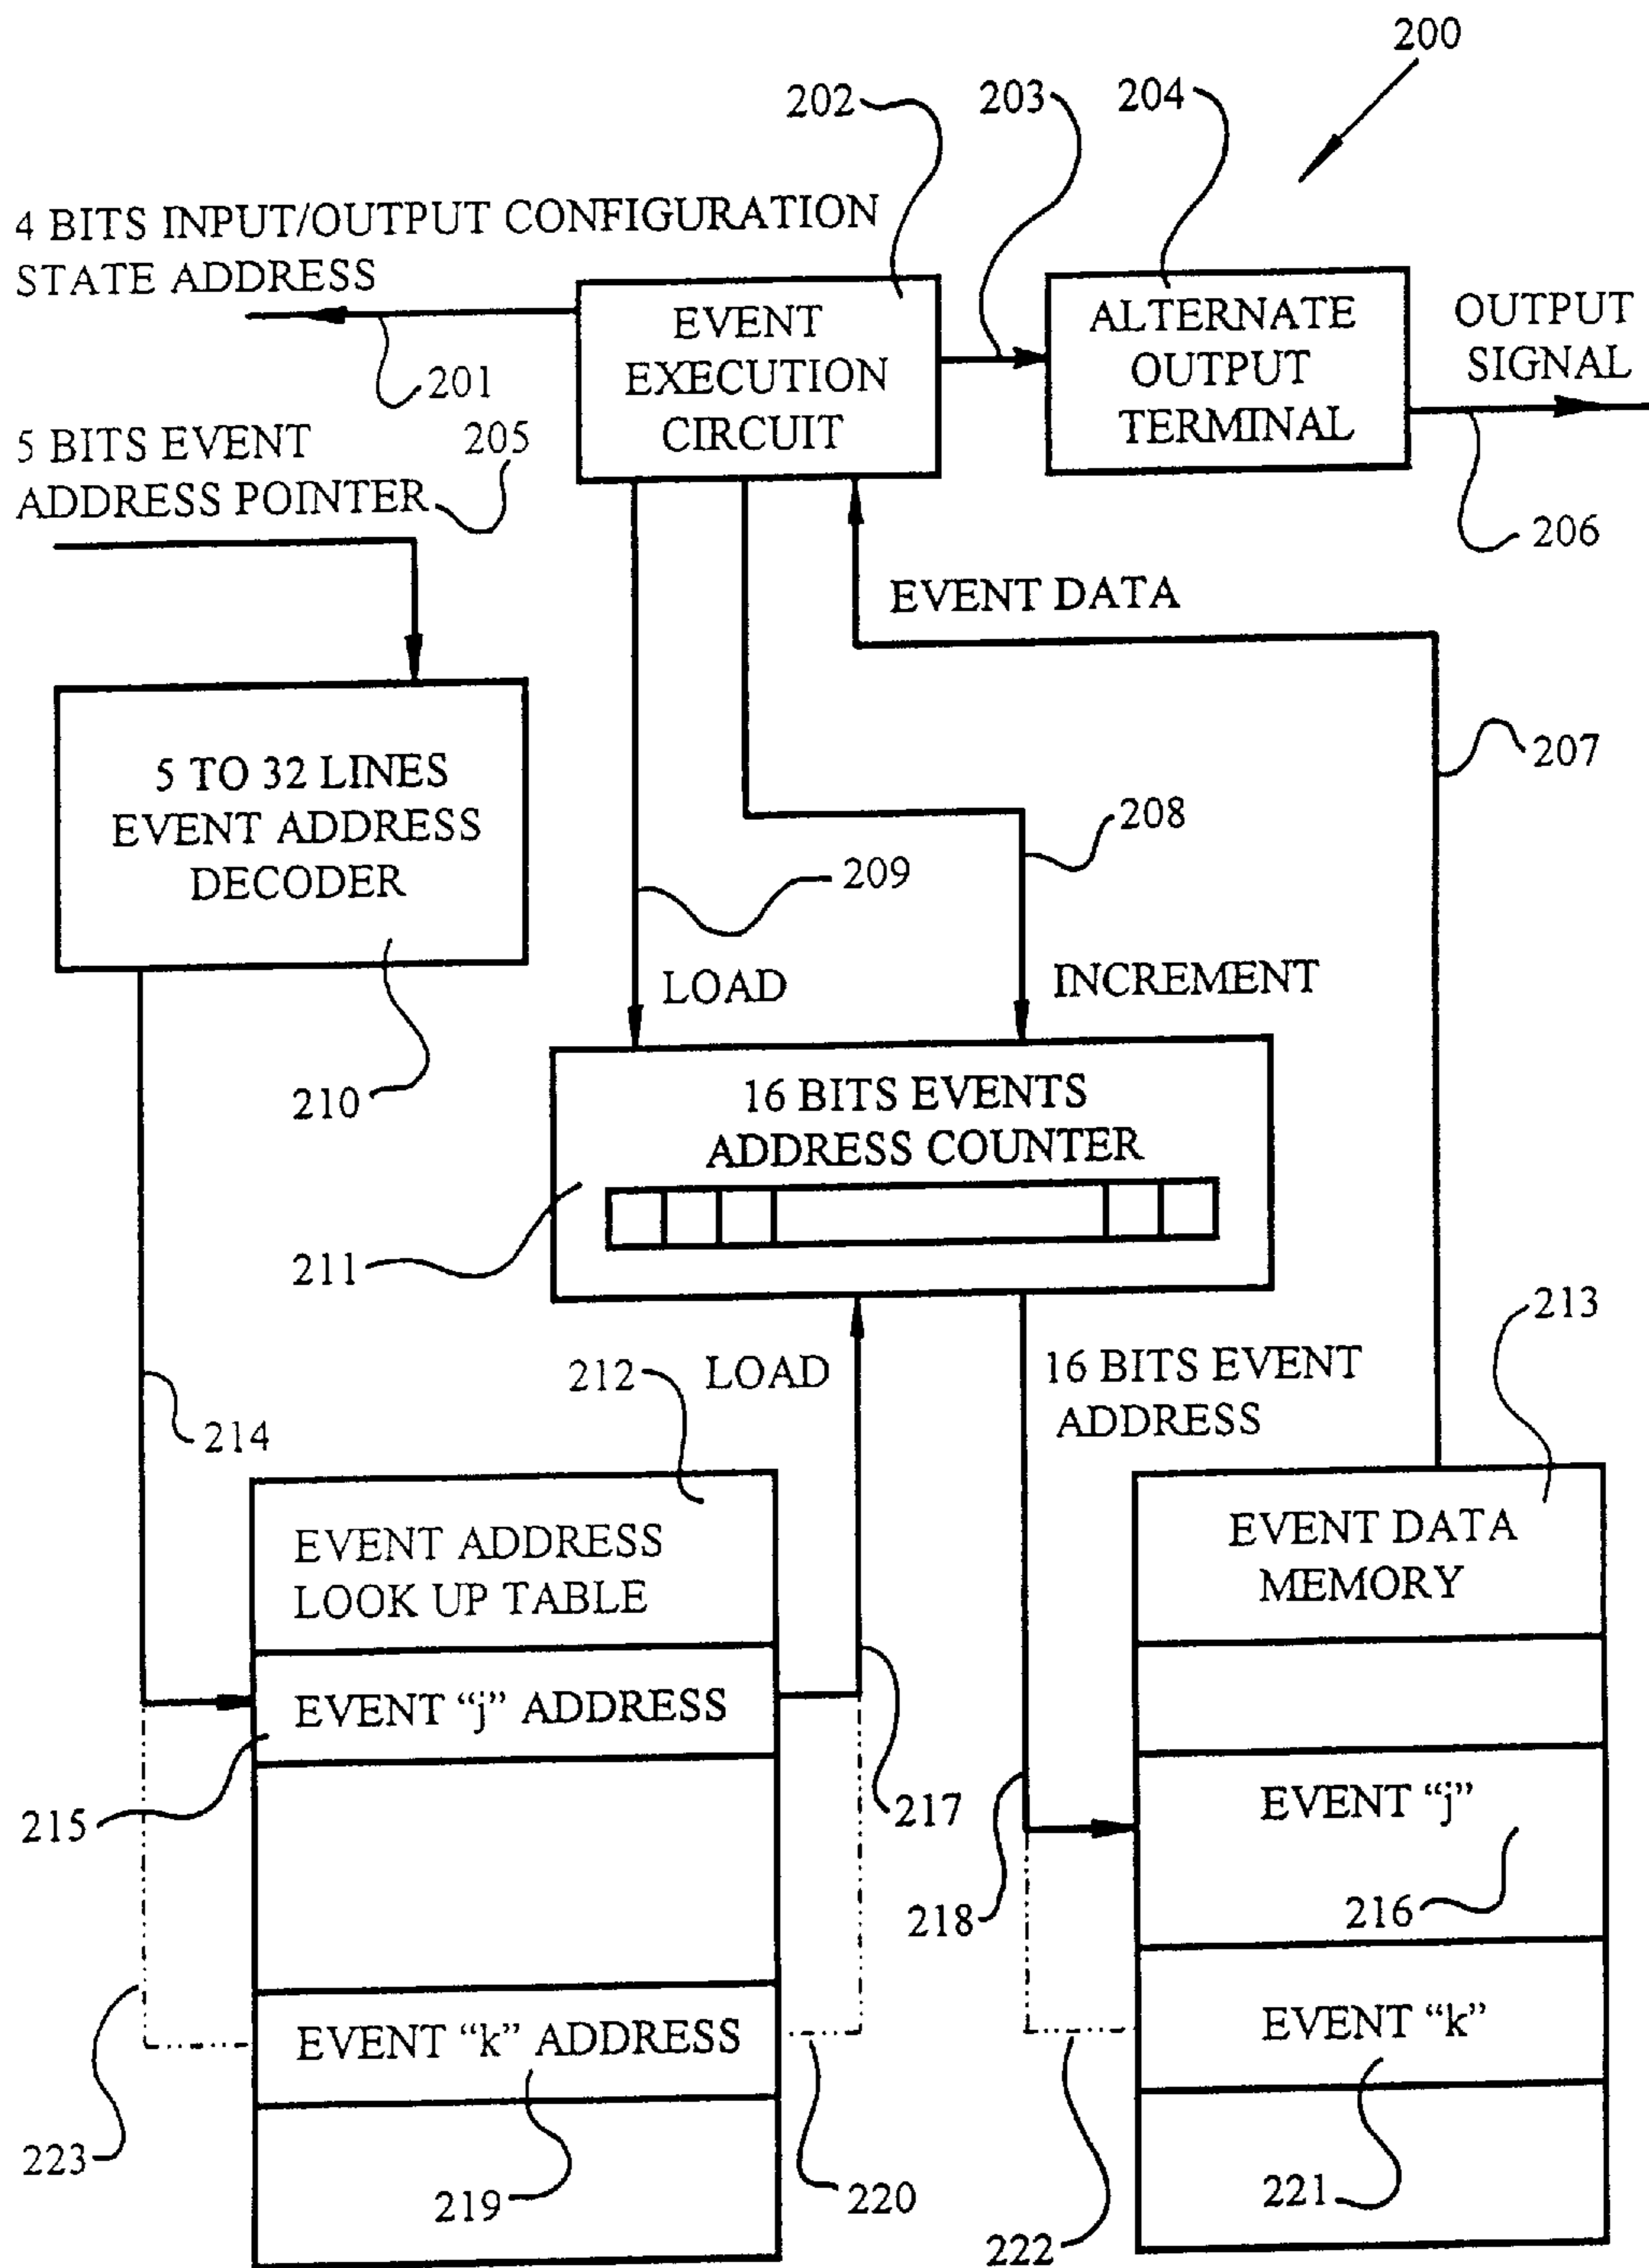 200
202
203
204
4 BITS INPUT/OUTPUT CONFIGURATION
STATE ADDRESS
201
EVENT
EXECUTION
CIRCUIT
ALTERNATE
OUTPUT
TERMINAL
OUTPUT
SIGNAL
206
5 BITS EVENT
ADDRESS POINTER
205
EVENT DATA
207
5 TO 32 LINES
EVENT ADDRESS
DECODER
210
209
208
LOAD
INCREMENT
16 BITS EVENTS
ADDRESS COUNTER
211
212
LOAD
16 BITS EVENT
ADDRESS
213
214
EVENT ADDRESS
LOOK UP TABLE
EVENT DATA
MEMORY
EVENT “j” ADDRESS
215
217
218
EVENT “j”
216
EVENT “k” ADDRESS
EVENT “k”
223
219
220
222
221